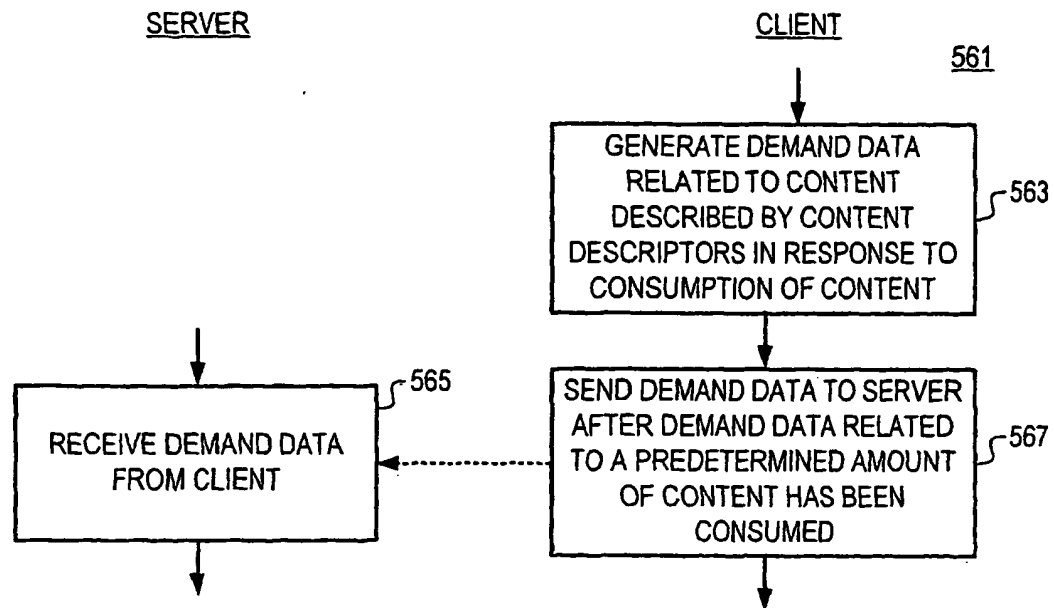 SERVER
CLIENT
561
GENERATE DEMAND DATA
RELATED TO CONTENT
DESCRIBED BY CONTENT
DESCRIPTORS IN RESPONSE TO
CONSUMPTION OF CONTENT
563
565
RECEIVE DEMAND DATA
FROM CLIENT
SEND DEMAND DATA TO SERVER
AFTER DEMAND DATA RELATED
TO A PREDETERMINED AMOUNT
OF CONTENT HAS BEEN
CONSUMED
567